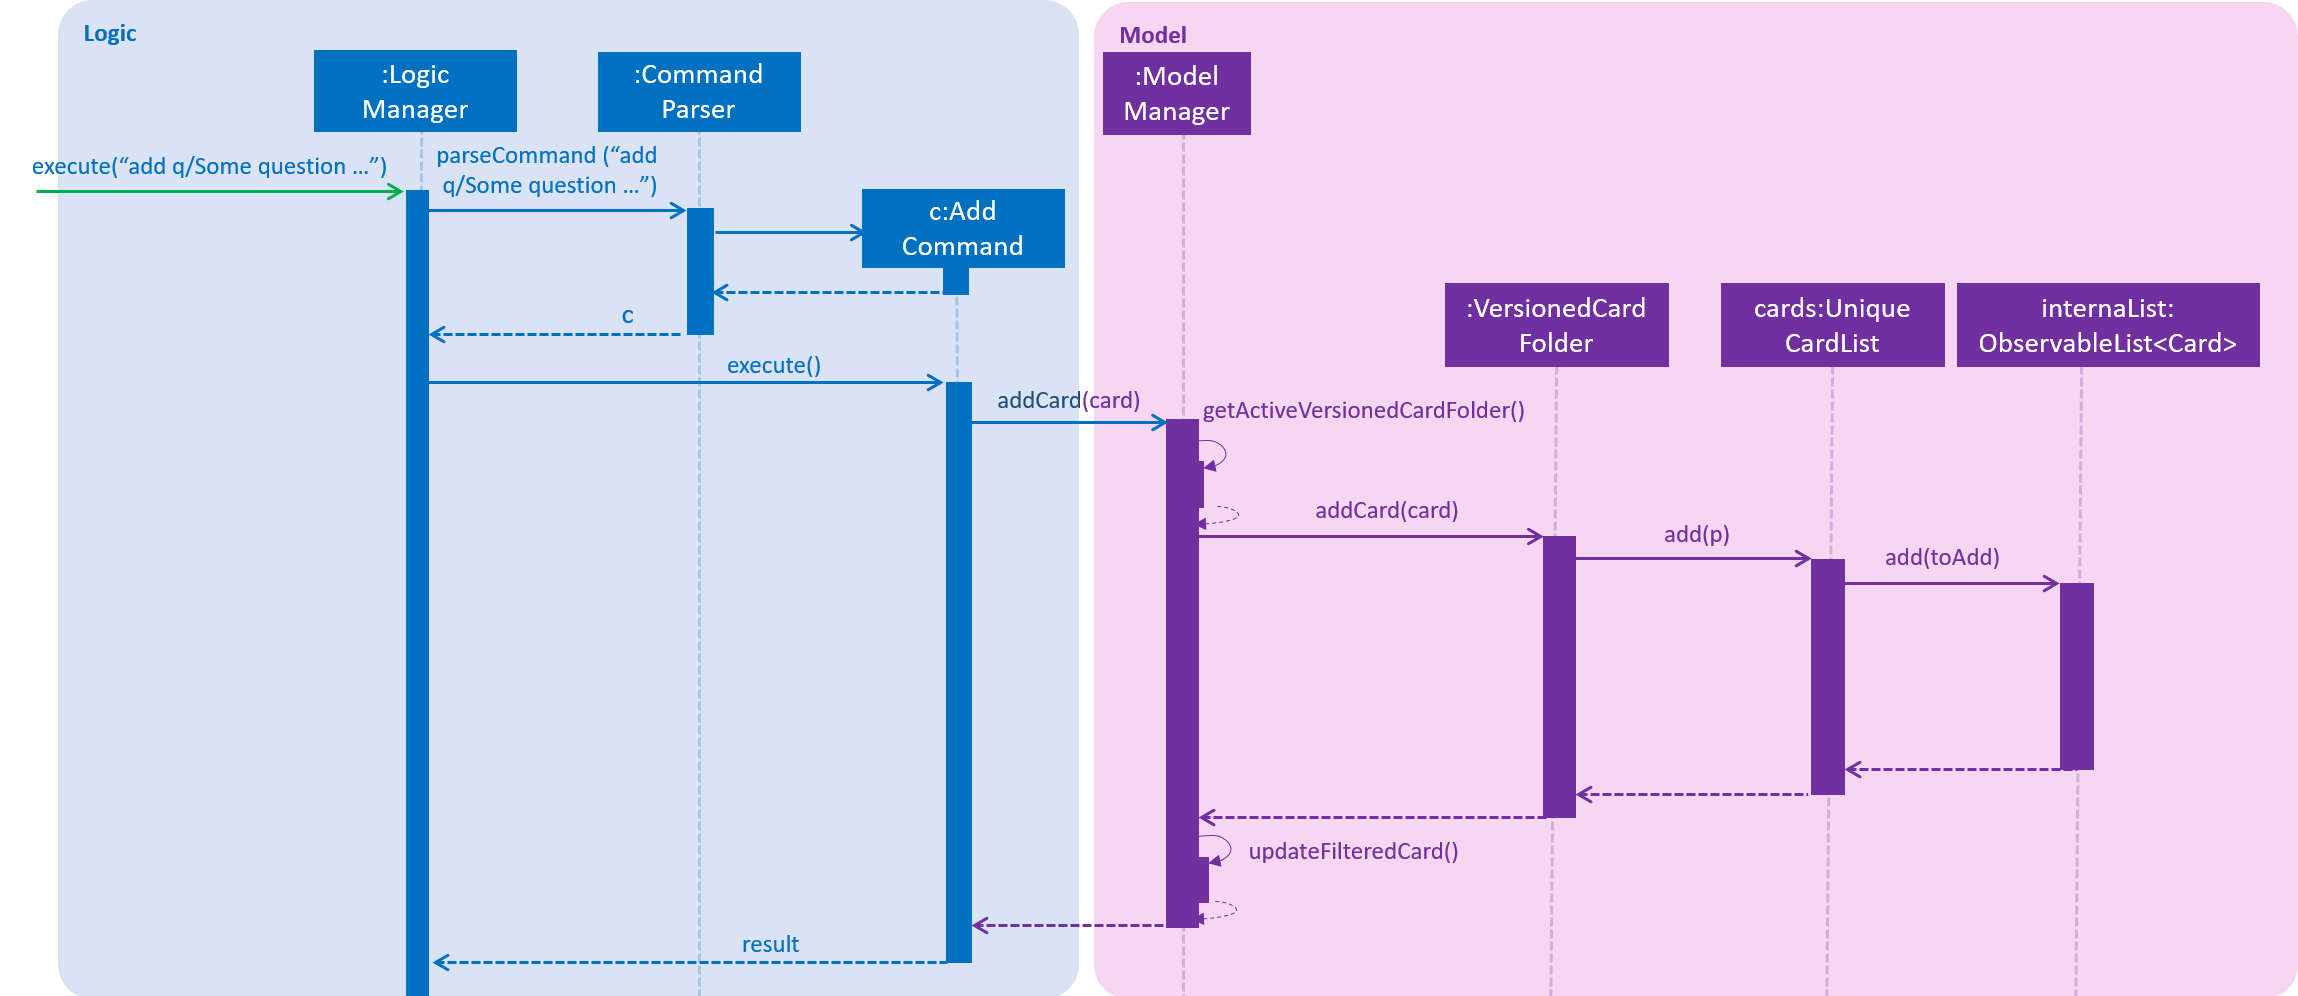 Logic
Model
:Logic
Manager
:Command
Parser
:Model
Manager
execute(“add q/Some question ...”)
parseCommand (“add
q/Some question ...”)
c:Add
Command
:VersionedCard
Folder
cards:Unique
CardList
internaList:
ObservableList<Card>
c
execute()
addCard(card)
getActiveVersionedCardFolder()
addCard(card)
add(p)
add(toAdd)
updateFilteredCard()
result